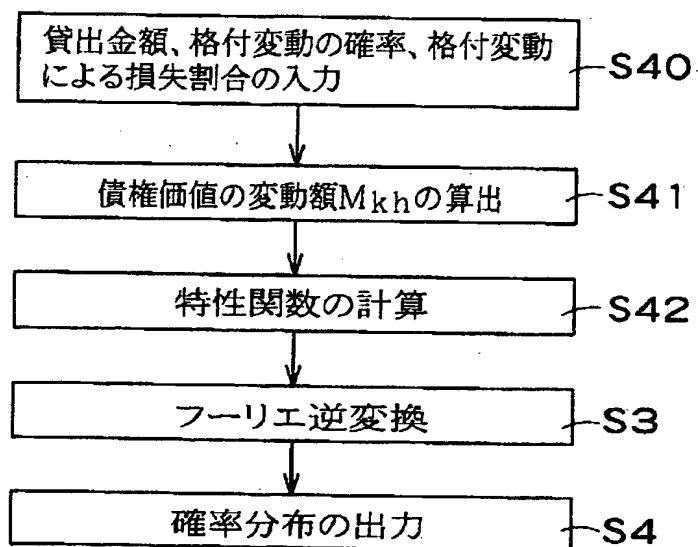 貸出金額、格付変動の確率、格付変動
による損失割合の入力
S40
債権価値の変動額Mkhの算出
S41
特性関数の計算
S42
フーリエ逆変換
S3
確率分布の出力
S4